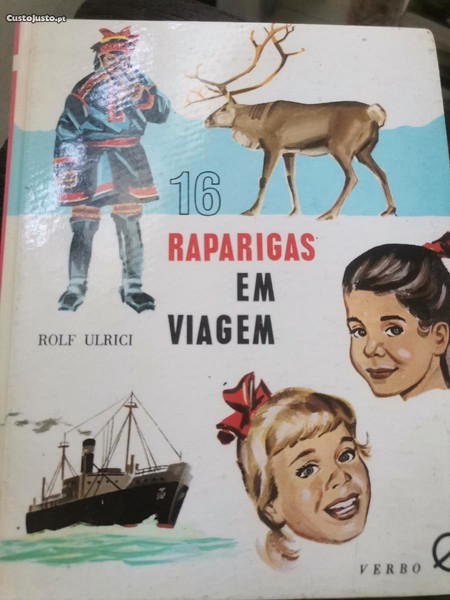 CustoJusto.pt
16
RAPARIGAS
EM
VIAGEM
ROLF ULRICI
VERBO